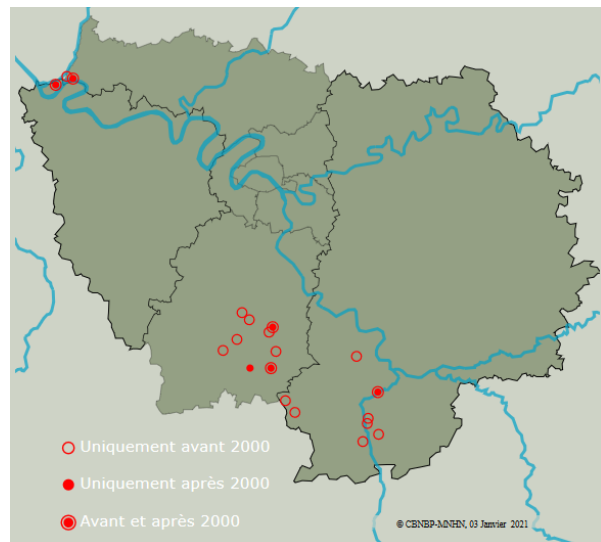 Uniquement avant 2000
Uniquement après 2000
Avant et après 2000
© CBNBP-MNHN, 03 Janvier 2021